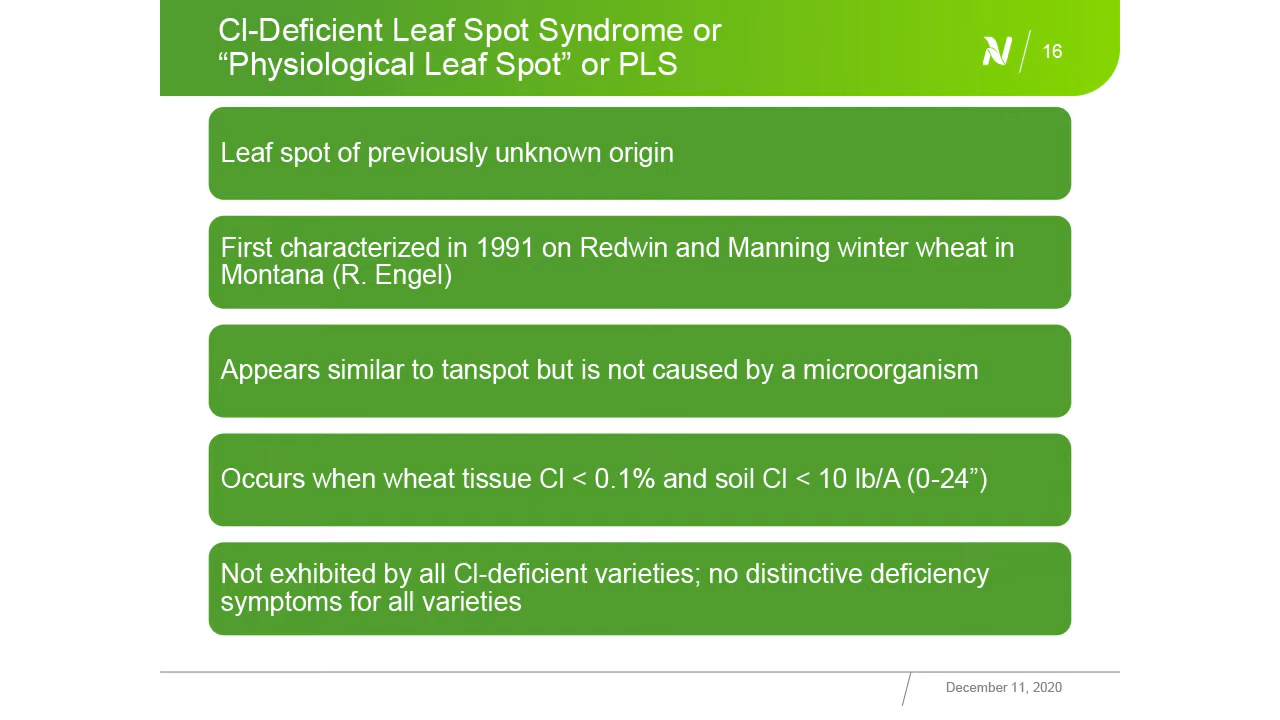 Cl-Deficient Leaf Spot Syndrome or
“Physiological Leaf Spot” or PLS
16
Leaf spot of previously unknown origin
First characterized in 1991 on Redwin and Manning winter wheat in
Montana (R. Engel)
Appears similar to tanspot but is not caused by a microorganism
Occurs when wheat tissue Cl < 0.1% and soil Cl < 10 lb/A (0-24”)
Not exhibited by all Cl-deficient varieties; no distinctive deficiency
symptoms for all varieties
December 11, 2020